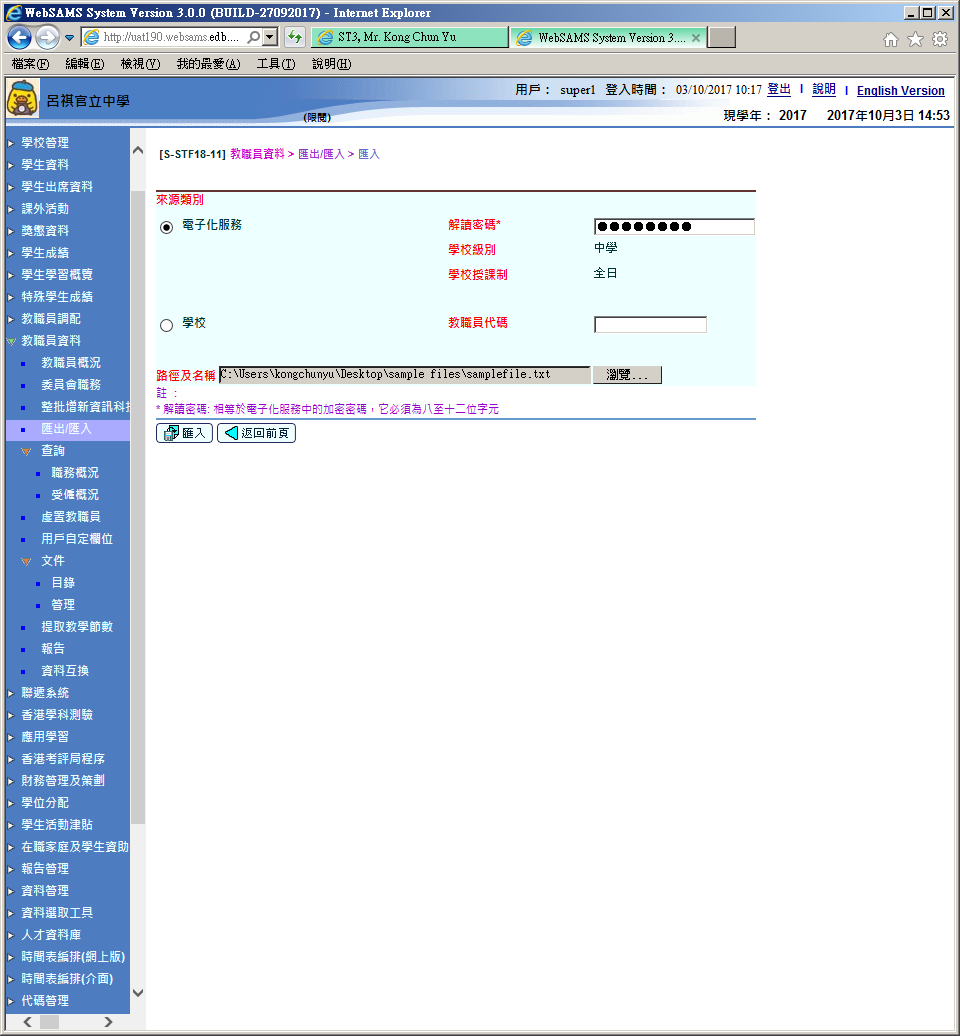 WebSAMS System Version 3.0.0 (BUILD-27092017) - Internet Explorer
http://uat190.websams.edb....
ST3, Mr. Kong Chun Yu
WebSAMS System Version 3....
檔案(F) 編輯(E) 檢視(V) 我的最愛(A) 工具(T) 說明(H)
呂祺官立中學
(限閱)
用戶： super1 登入時間： 03/10/2017 10:17 登出 | 說明 | English Version
現學年： 2017 2017年10月3日 14:53
學校管理
學生資料
學生出席資料
課外活動
獎懲資料
學生成績
學生學習概覽
特殊學生成績
教職員調配
教職員資料
教職員概況
委員會職務
整批增新資訊科技
匯出/匯入
查詢
職務概況
受僱概況
虛置教職員
用戶自定欄位
文件
目錄
管理
提取教學節數
報告
資料互換
聯遞系統
香港學科測驗
應用學習
香港考評局程序
財務管理及策劃
學位分配
學生活動津貼
在職家庭及學生資助
報告管理
資料管理
資料選取工具
人才資料庫
時間表編排(網上版)
時間表編排(介面)
代碼管理
[S-STF18-11] 教職員資料 > 匯出/匯入 > 匯入
來源類別
電子化服務 解讀密碼* ●●●●●●●●
學校級別 中學
學校授課制 全日
學校 教職員代碼
路徑及名稱 C:\Users\kongchunyu\Desktop\sample files\samplefile.txt 瀏覽...
註 :
* 解讀密碼: 相等於電子化服務中的加密密碼，它必須為八至十二位字元
匯入 返回前頁